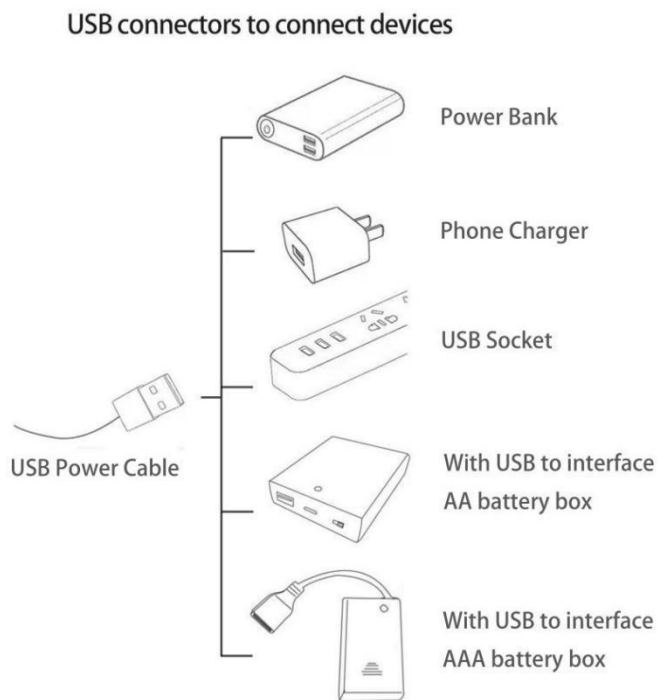 USB connectors to connect devices
Power Bank
Phone Charger
USB Socket
USB Power Cable
With USB to interface
AA battery box
With USB to interface
AAA battery box